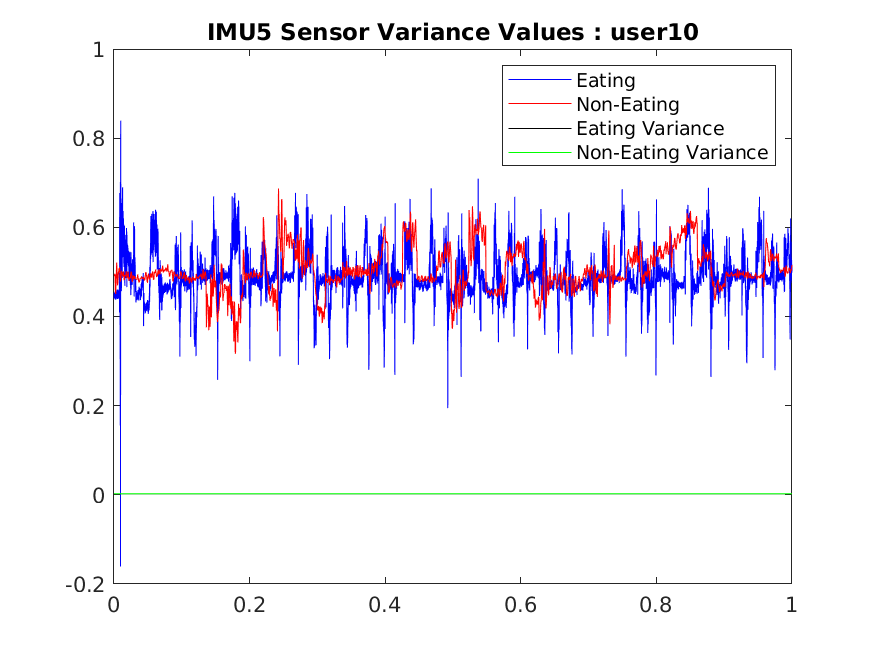 IMU5 Sensor Variance Values : user10
1
0.8
0.6
0.4
0.2
0
-0.2
0
0.2
0.4
0.6
0.8
1
Eating
Non-Eating
Eating Variance
Non-Eating Variance